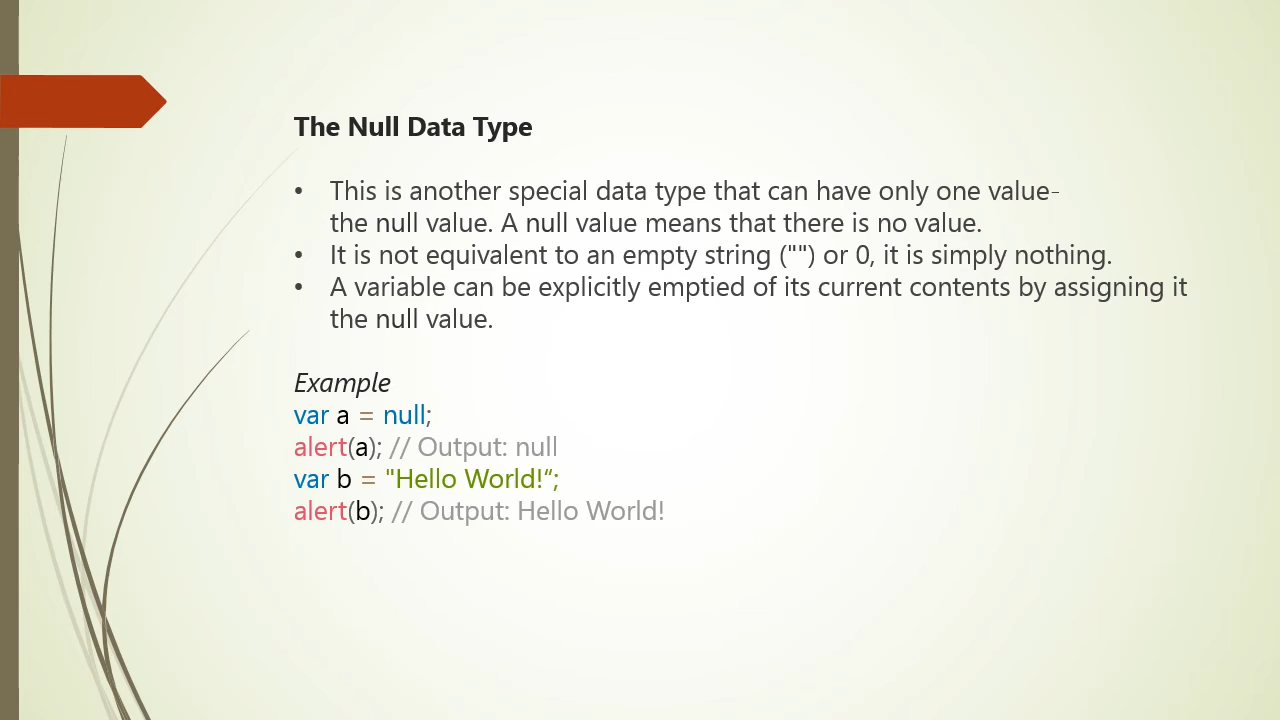 The Null Data Type
• This is another special data type that can have only one value-
the null value. A null value means that there is no value.
• It is not equivalent to an empty string ("") or 0, it is simply nothing.
• A variable can be explicitly emptied of its current contents by assigning it
the null value.
Example
var a = null;
alert(a); // Output: null
var b = "Hello World!“;
alert(b); // Output: Hello World!